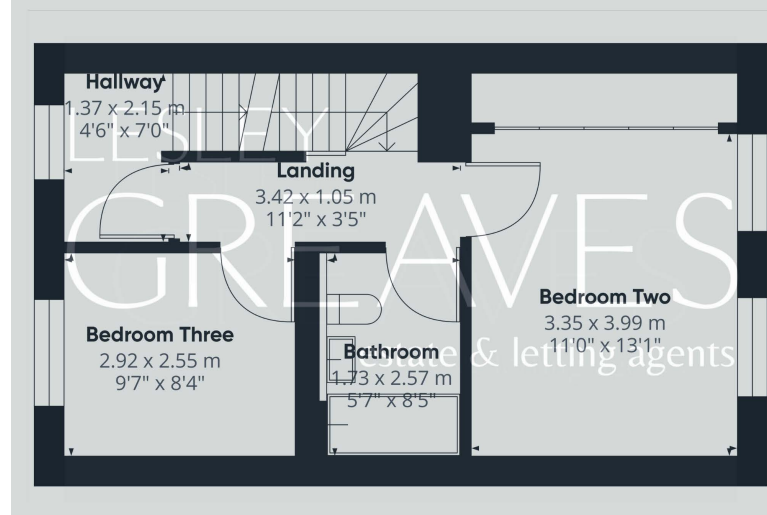 Hallway
1.37 x 2.15 m
4'6" x 7'0"
LESLEY
Landing
3.42 x 1.05 m
11'2" x 3'5"
GREAVES
Bedroom Two
3.35 x 3.99 m
11'0" x 13'1"
Bedroom Three
2.92 x 2.55 m
9'7" x 8'4"
Bathroom
1.73 x 2.57 m
5'7" x 8'5"
estate & letting agents